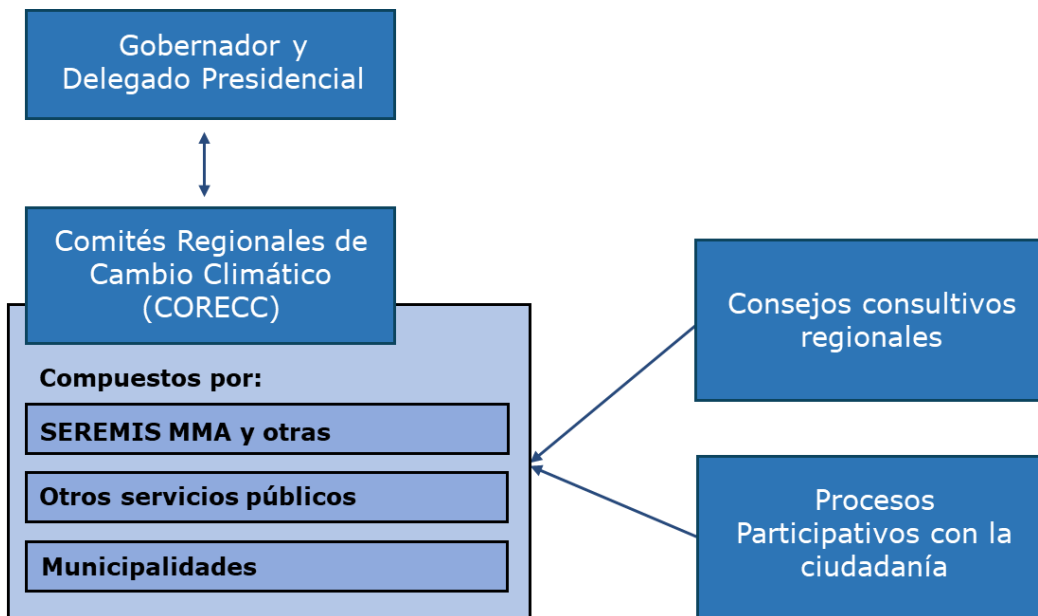 Gobernador y
Delegado Presidencial
Comités Regionales de
Cambio Climático
(CORECC)
Compuestos por:
SEREMIS MMA y otras
Otros servicios públicos
Municipalidades
Consejos consultivos
regionales
Procesos
Participativos con la
ciudadanía